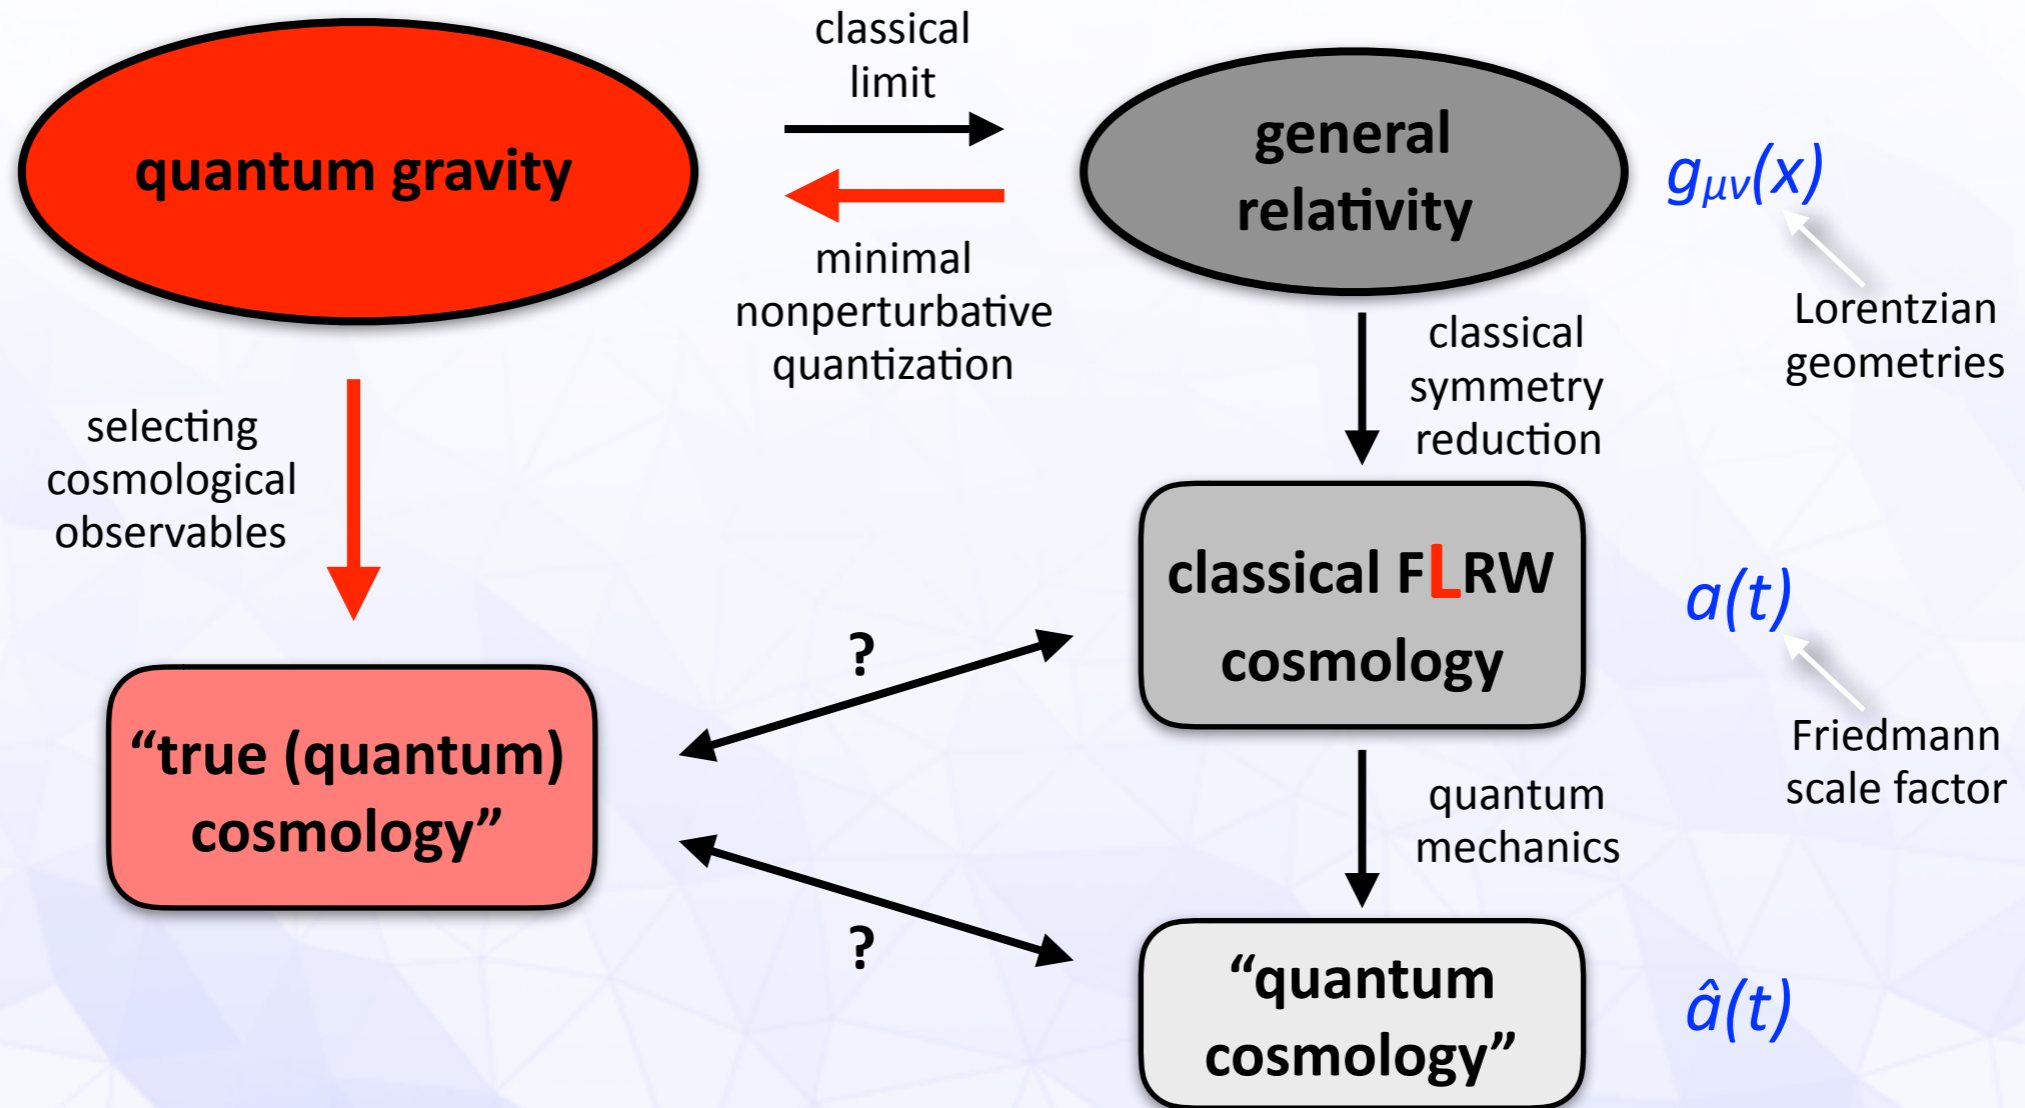 classical
limit
quantum gravity
general
relativity
gμν(x)
minimal
nonperturbative
quantization
Lorentzian
geometries
classical
symmetry
reduction
selecting
cosmological
observables
classical FLRW
cosmology
a(t)
?
“true (quantum)
cosmology”
Friedmann
scale factor
quantum
mechanics
?
“quantum
cosmology”
â(t)